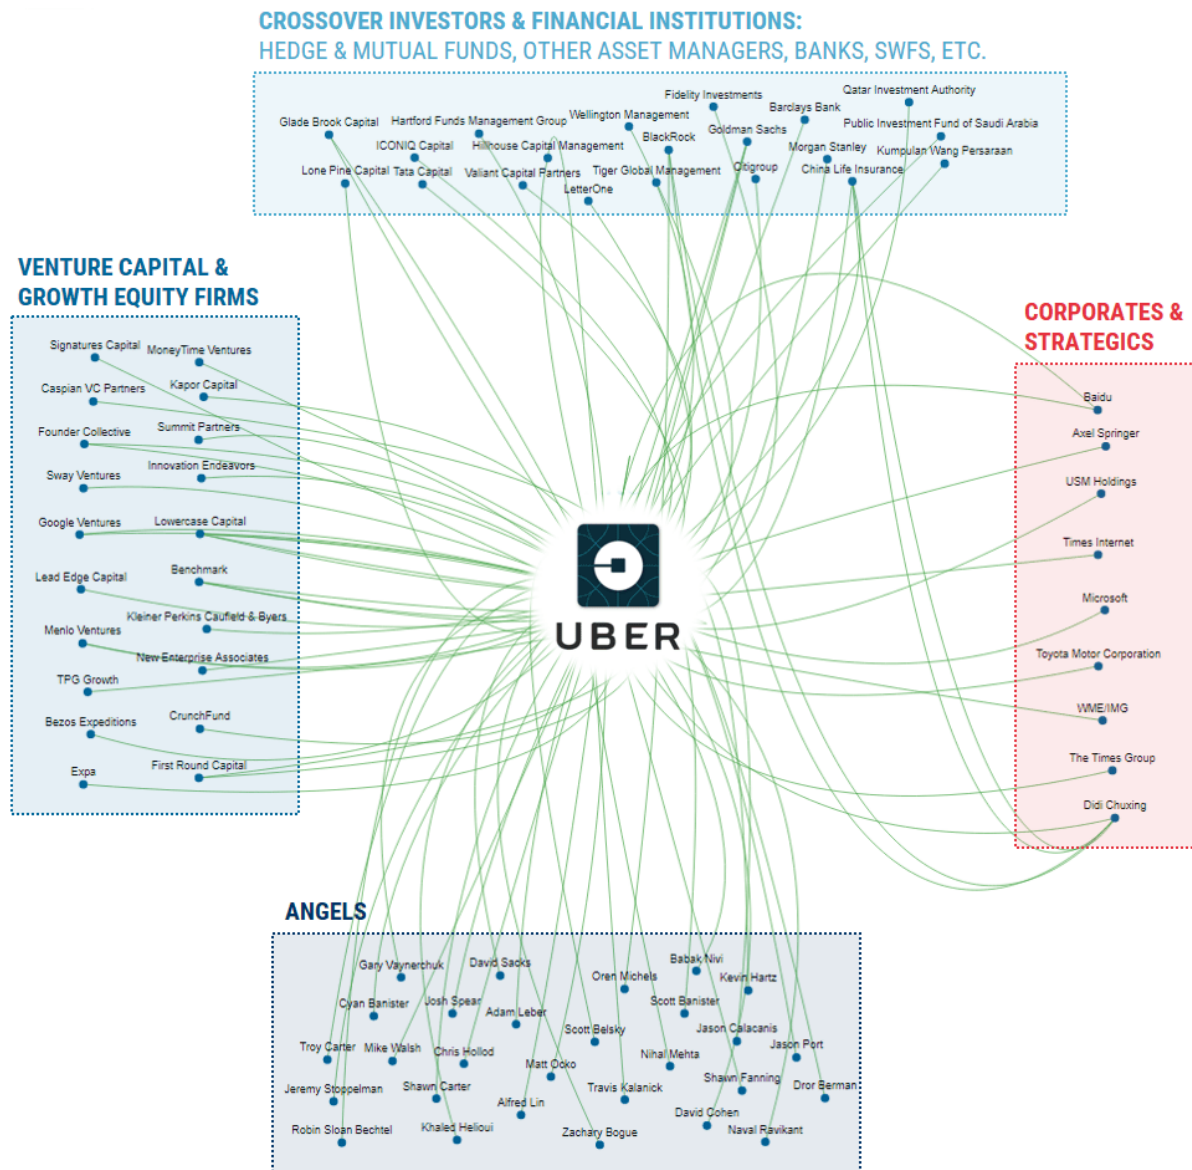 CROSSOVER INVESTORS & FINANCIAL INSTITUTIONS:
HEDGE & MUTUAL FUNDS, OTHER ASSET MANAGERS, BANKS, SWFS, ETC.
Qatar Investment Authority
Fidelity Investments
Barclays Bank
Wellington Management
Glade Brook Capital
Hartford Funds Management Group
Goldman Sachs
Public Investment Fund of Saudi Arabia
BlackRock
ICONIQ Capital
Hillhouse Capital Management
Morgan Stanley
Kumpulan Wang Persaraan
Lone Pine Capital
Tata Capital
Valiant Capital Partners
Tiger Global Management
Citigroup
China Life Insurance
LetterOne
VENTURE CAPITAL &
GROWTH EQUITY FIRMS
Signatures Capital
MoneyTime Ventures
Caspian VC Partners
Kapor Capital
Founder Collective
Summit Partners
Sway Ventures
Innovation Endeavors
Google Ventures
Lowercase Capital
Lead Edge Capital
Benchmark
Menlo Ventures
Kleiner Perkins Caufield & Byers
TPG Growth
New Enterprise Associates
Bezos Expeditions
CrunchFund
Expa
First Round Capital
UBER
CORPORATES &
STRATEGICS
Baidu
Axel Springer
USM Holdings
Times Internet
Microsoft
Toyota Motor Corporation
WME/IMG
The Times Group
Didi Chuxing
ANGELS
Gary Vaynerchuk
David Sacks
Oren Michels
Babak Nivi
Kevin Hartz
Cyan Banister
Josh Spear
Adam Leber
Scott Banister
Scott Belsky
Jason Calacanis
Troy Carter
Mike Walsh
Chris Hollod
Matt Ocko
Nihal Mehta
Jason Port
Jeremy Stoppelman
Shawn Carter
Alfred Lin
Travis Kalanick
Shawn Fanning
Dror Berman
Robin Sloan Bechtel
Khaled Helioui
Zachary Bogue
David Cohen
Naval Ravikant